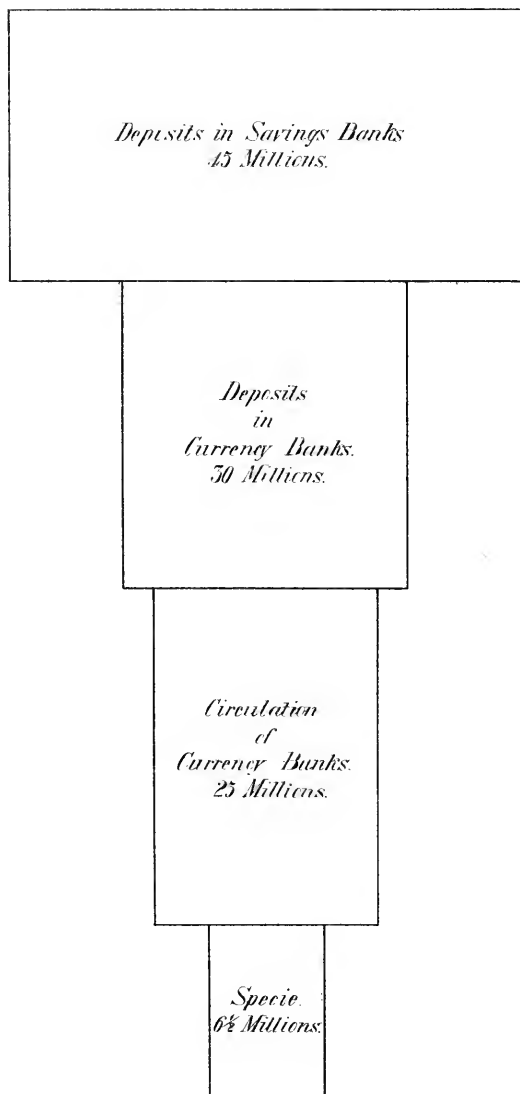 Deposits in Savings Banks
45 Millions.
Deposits
in
Currency Banks.
30 Millions.
Circulation
of
Currency Banks.
25 Millions.
Specie.
6½ Millions.